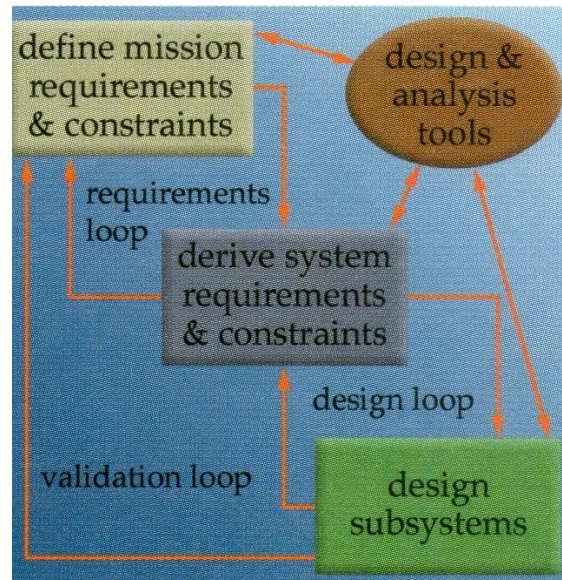 define mission
requirements
& constraints
design &
analysis
tools
requirements
loop
derive system
requirements
& constraints
design loop
validation loop
design
subsystems